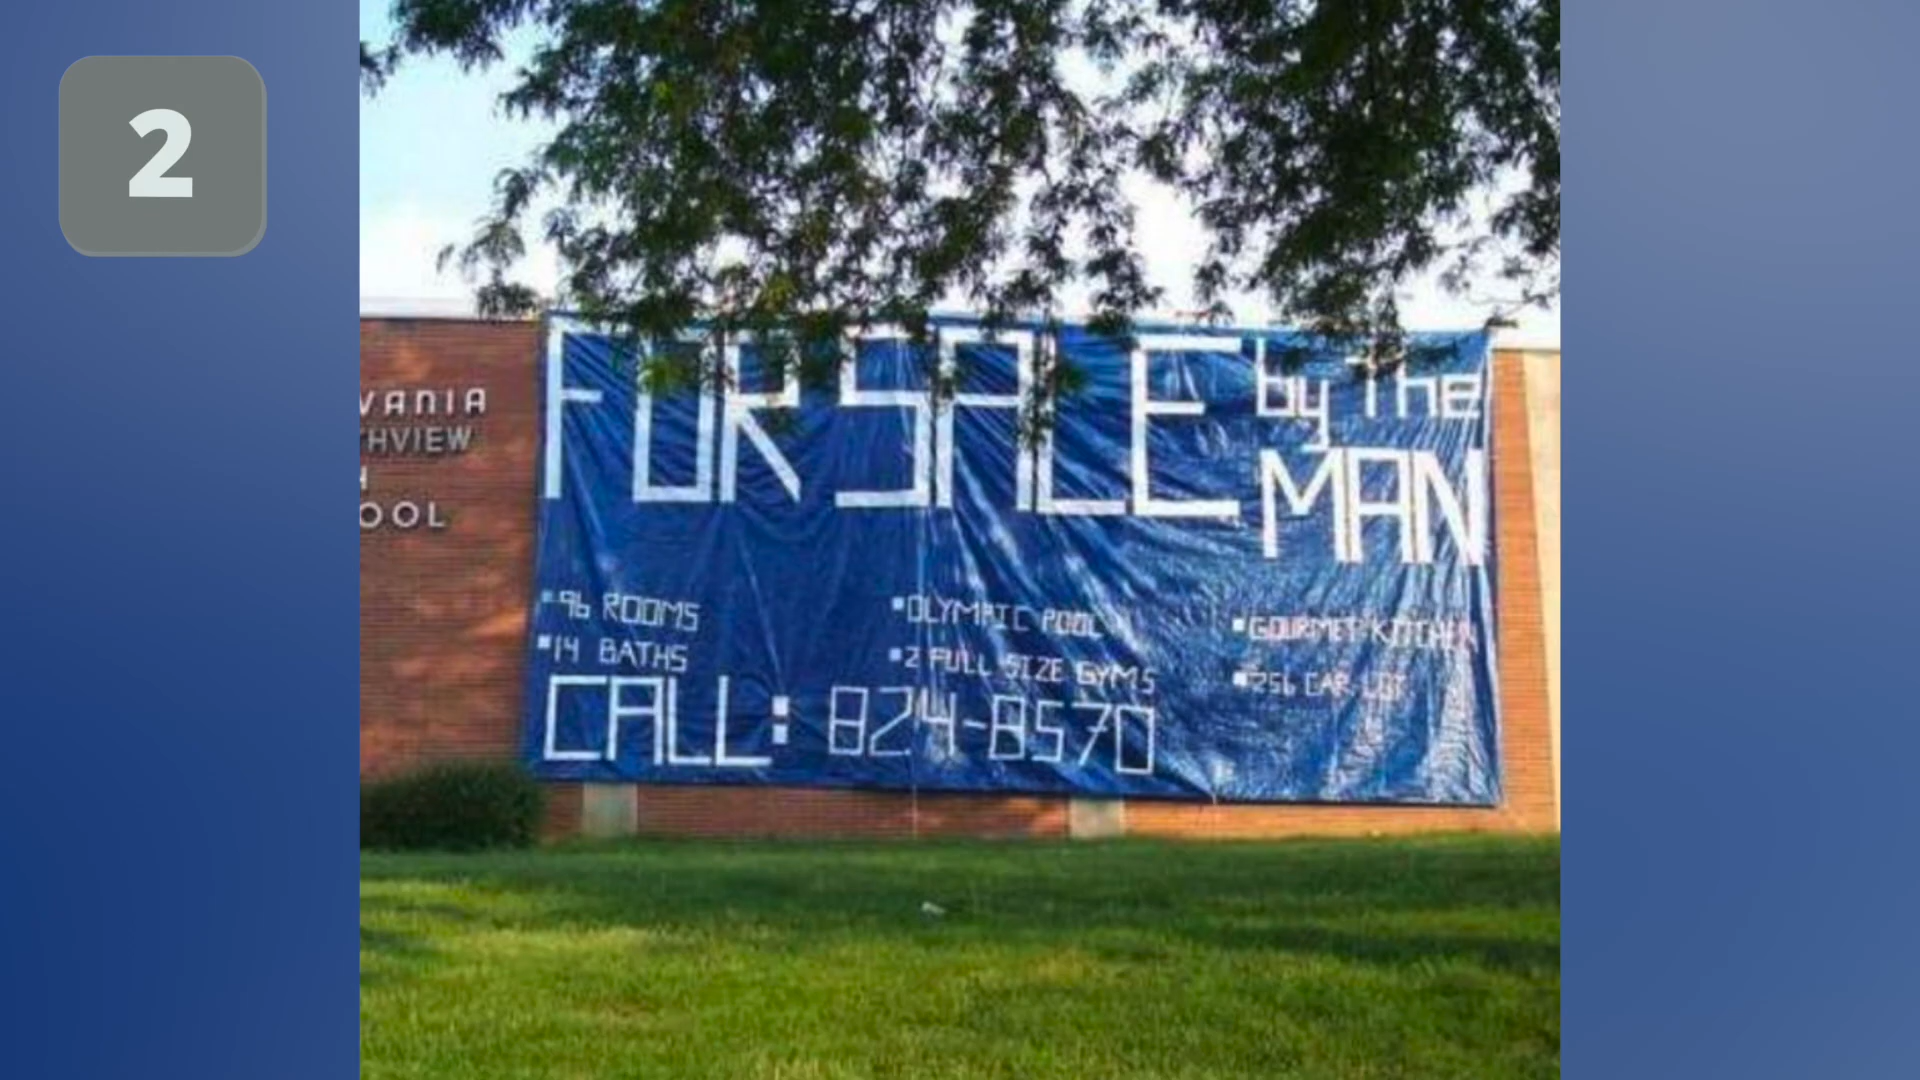 2
VANIA
THVIEW
H
OOL
FOR SALE
by The
MAN
96 ROOMS
14 BATHS
OLYMPIC POOL
2 FULL SIZE GYMS
GOURMET KITCHEN
256 CAR LOT
CALL: 824-8570